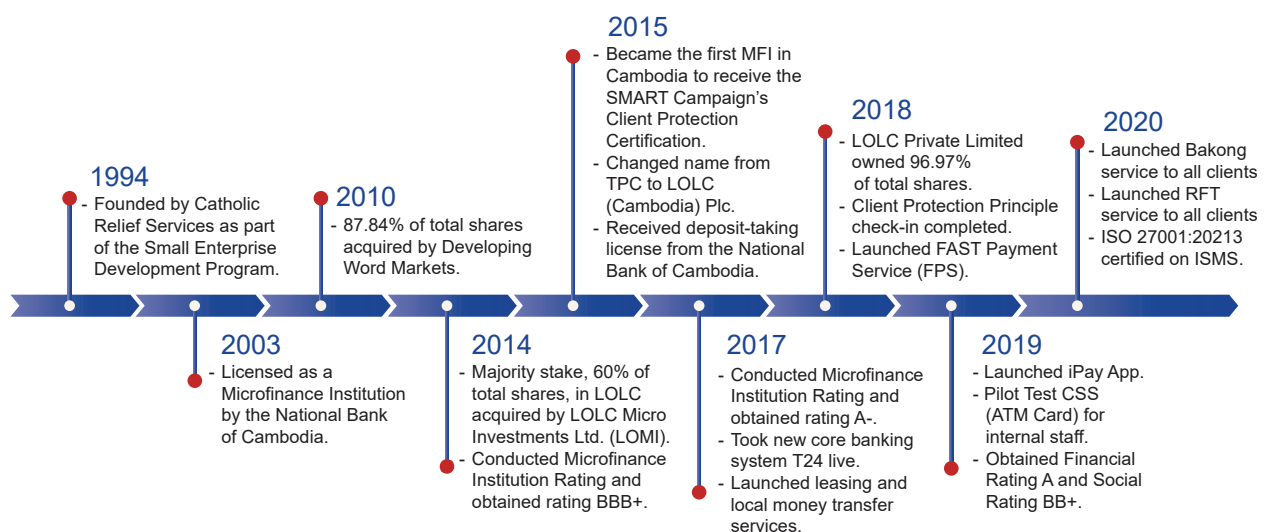 1994
- Founded by Catholic
Relief Services as part
of the Small Enterprise
Development Program.
2003
- Licensed as a
Microfinance Institution
by the National Bank
of Cambodia.
2010
- 87.84% of total shares
acquired by Developing
Word Markets.
2014
- Majority stake, 60% of
total shares, in LOLC
acquired by LOLC Micro
Investments Ltd. (LOMI).
- Conducted Microfinance
Institution Rating and
obtained rating BBB+.
2015
- Became the first MFI in
Cambodia to receive the
SMART Campaign's
Client Protection
Certification.
- Changed name from
TPC to LOLC
(Cambodia) Plc.
- Received deposit-taking
license from the National
Bank of Cambodia.
2017
- Conducted Microfinance
Institution Rating and
obtained rating A-.
- Took new core banking
system T24 live.
- Launched leasing and
local money transfer
services.
2018
- LOLC Private Limited
owned 96.97%
of total shares.
- Client Protection Principle
check-in completed.
- Launched FAST Payment
Service (FPS).
2019
- Launched iPay App.
- Pilot Test CSS
(ATM Card) for
internal staff.
- Obtained Financial
Rating A and Social
Rating BB+.
2020
- Launched Bakong
service to all clients
- Launched RFT
service to all clients
- ISO 27001:20213
certified on ISMS.